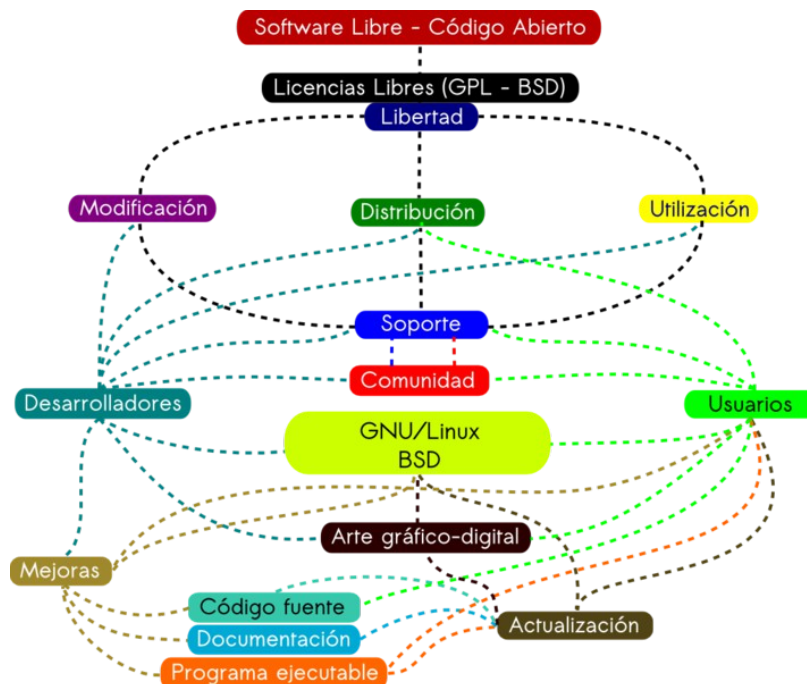 Software Libre - Código Abierto
Licencias Libres (GPL - BSD)
Libertad
Modificación
Distribución
Utilización
Soporte
Comunidad
Desarrolladores
Usuarios
GNU/Linux
BSD
Arte gráfico-digital
Mejoras
Código fuente
Actualización
Documentación
Programa ejecutable